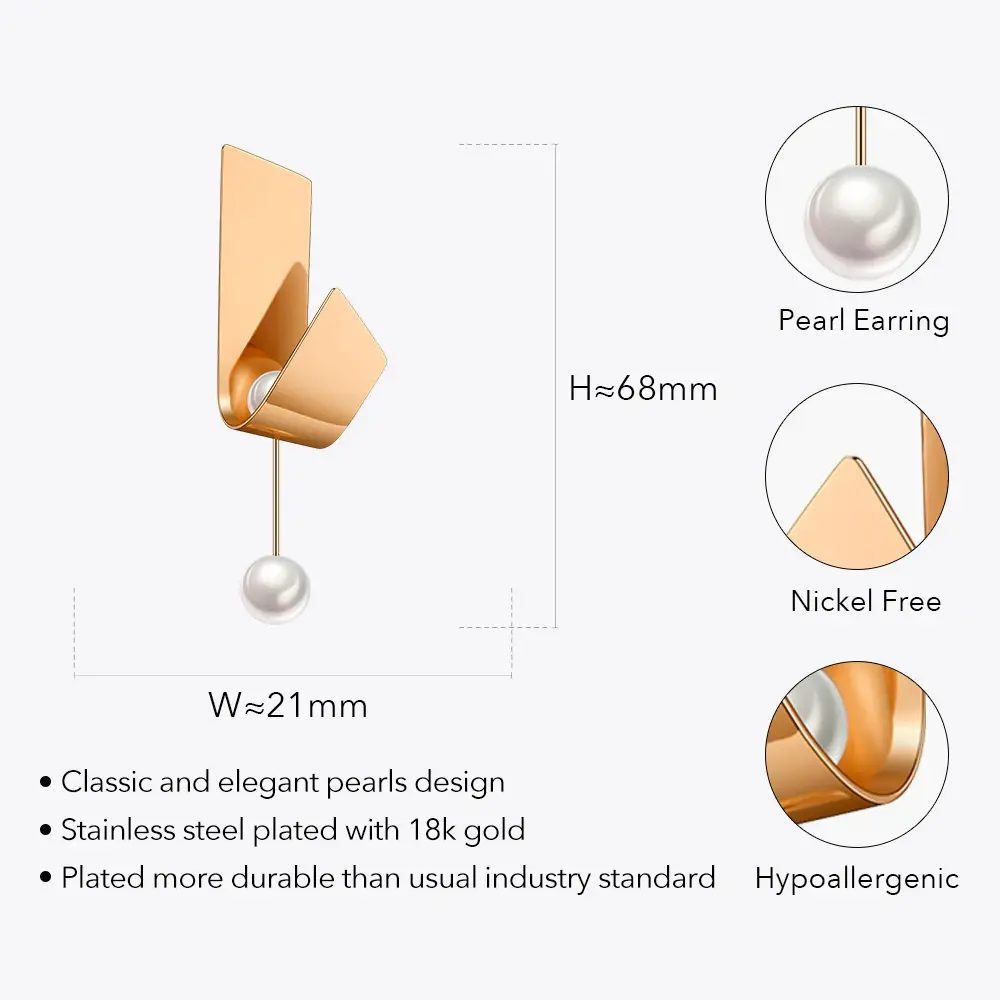 Pearl Earring
H≈68mm
Nickel Free
W≈21mm
• Classic and elegant pearls design
• Stainless steel plated with 18k gold
• Plated more durable than usual industry standard
Hypoallergenic